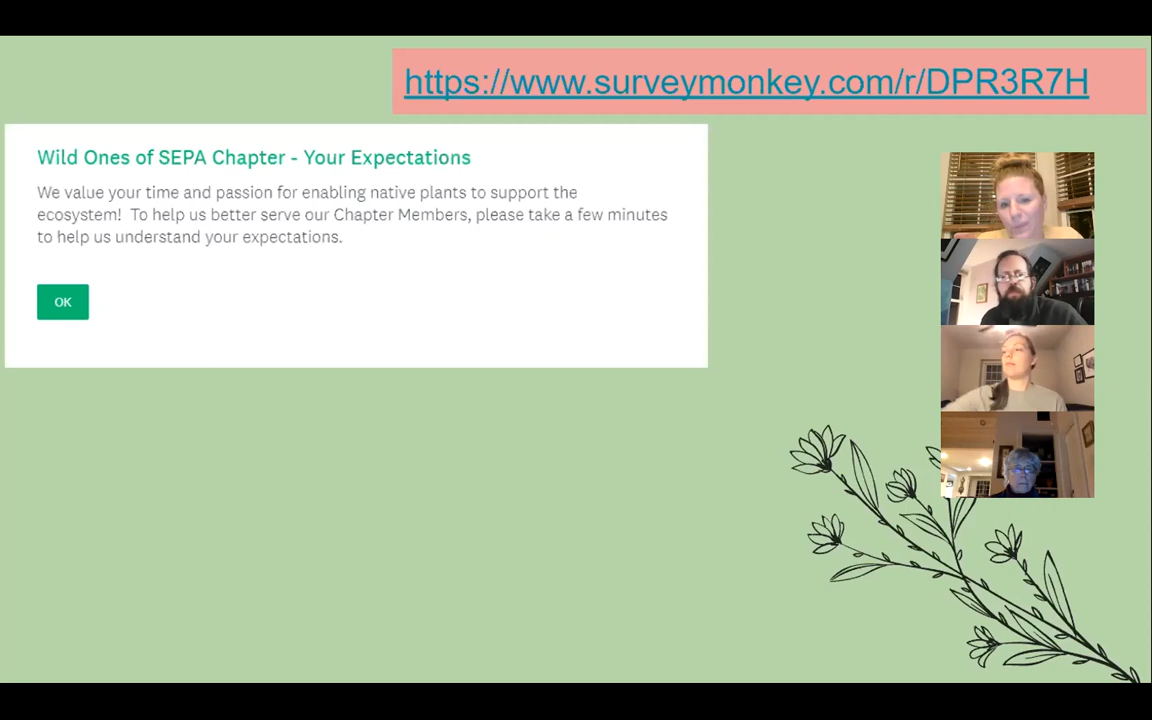 https://www.surveymonkey.com/r/DPR3R7H
Wild Ones of SEPA Chapter - Your Expectations
We value your time and passion for enabling native plants to support the
ecosystem!  To help us better serve our Chapter Members, please take a few minutes
to help us understand your expectations.
OK